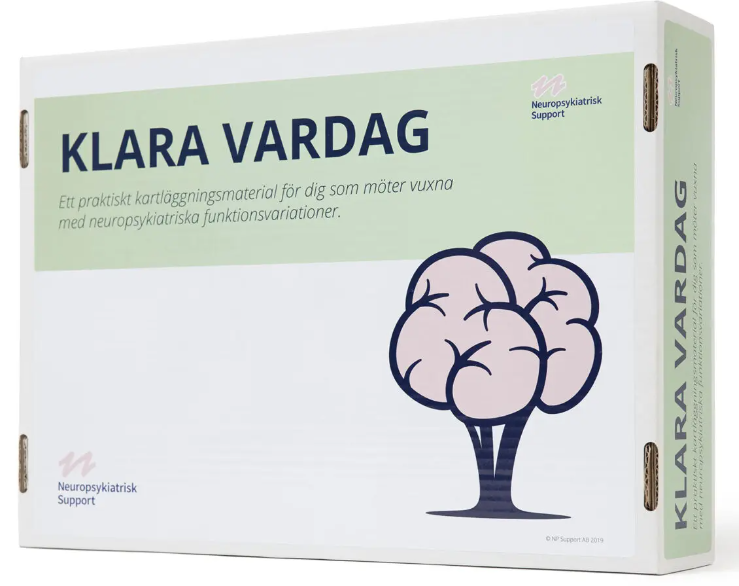 Neuropsykiatrisk
Support
KLARA VARDAG
Ett praktiskt kartläggningsmaterial för dig som möter vuxna
med neuropsykiatriska funktionsvariationer.
Neuropsykiatrisk
Support
© NP Support AB 2019
Neuropsykiatrisk
Support
KLARA VARDAG
Ett praktiskt kartläggningsmaterial för dig som möter vuxna
med neuropsykiatriska funktionsvariationer.